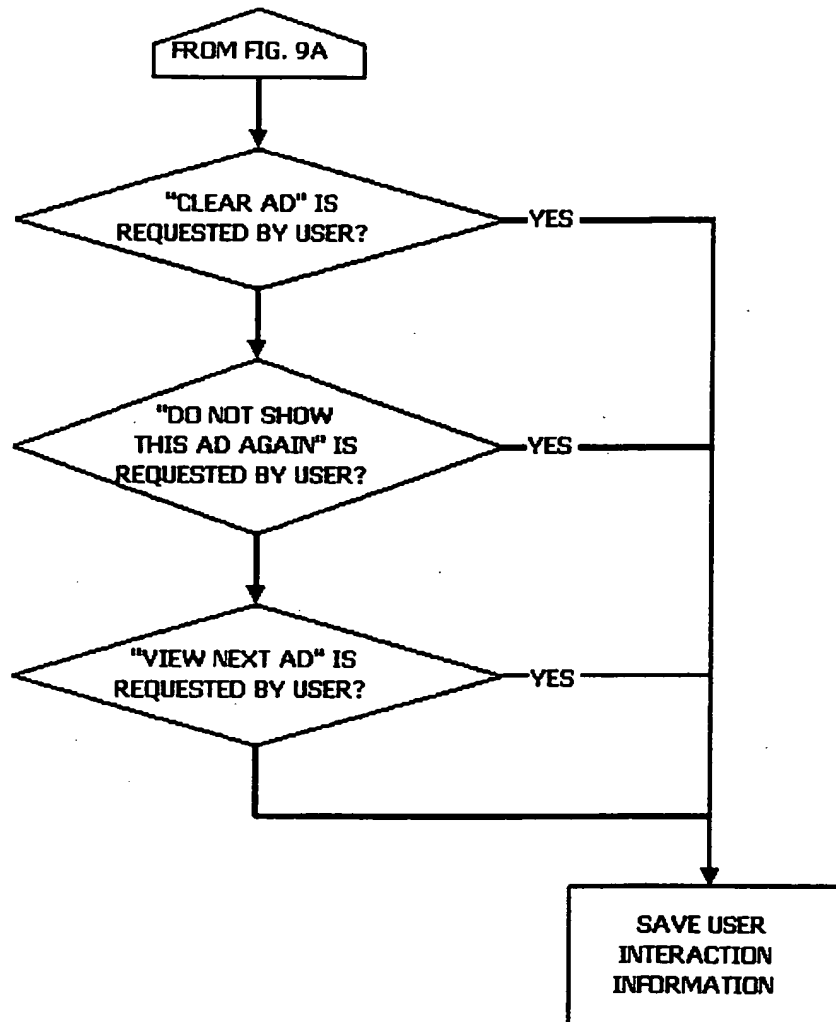 FROM FIG. 9A
"CLEAR AD" IS
REQUESTED BY USER?
YES
"DO NOT SHOW
THIS AD AGAIN" IS
REQUESTED BY USER?
YES
"VIEW NEXT AD" IS
REQUESTED BY USER?
YES
SAVE USER
INTERACTION
INFORMATION